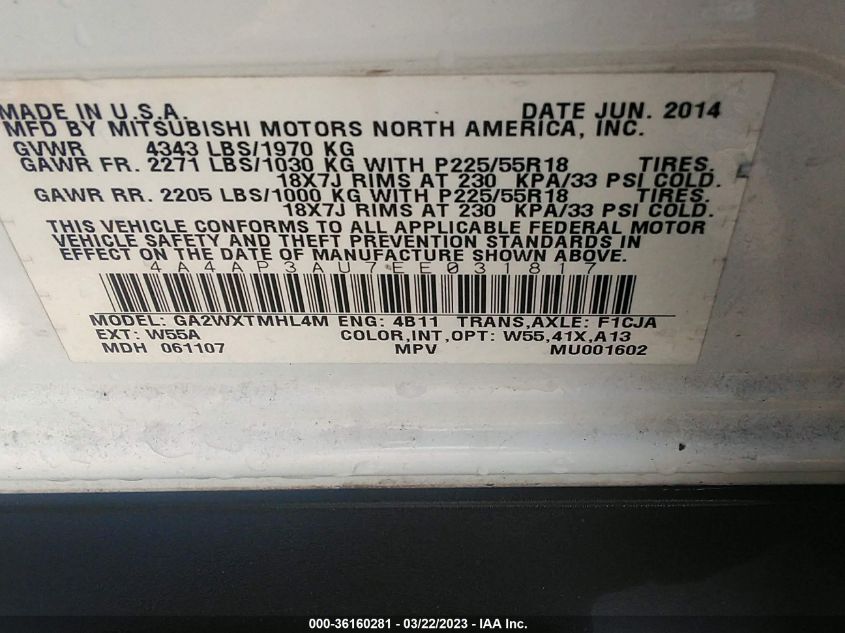 MADE IN U.S.A. DATE JUN. 2014
MFD BY MITSUBISHI MOTORS NORTH AMERICA, INC.
GVWR 4343 LBS/1970 KG
GAWR FR. 2271 LBS/1030 KG WITH P225/55R18 TIRES.
18X7J RIMS AT 230 KPA/33 PSI COLD.
GAWR RR. 2205 LBS/1000 KG WITH P225/55R18 TIRES.
18X7J RIMS AT 230 KPA/33 PSI COLD.
THIS VEHICLE CONFORMS TO ALL APPLICABLE FEDERAL MOTOR
VEHICLE SAFETY AND THEFT PREVENTION STANDARDS IN
EFFECT ON THE DATE OF MANUFACTURE SHOWN ABOVE.
4A4AP3AU7EE031817
MODEL: GA2WXTMHL4M ENG: 4B11 TRANS,AXLE: F1CJA
EXT: W55A COLOR,INT,OPT: W55,41X,A13
MDH 061107 MPV MU001602
000-36160281 - 03/22/2023 - IAA Inc.